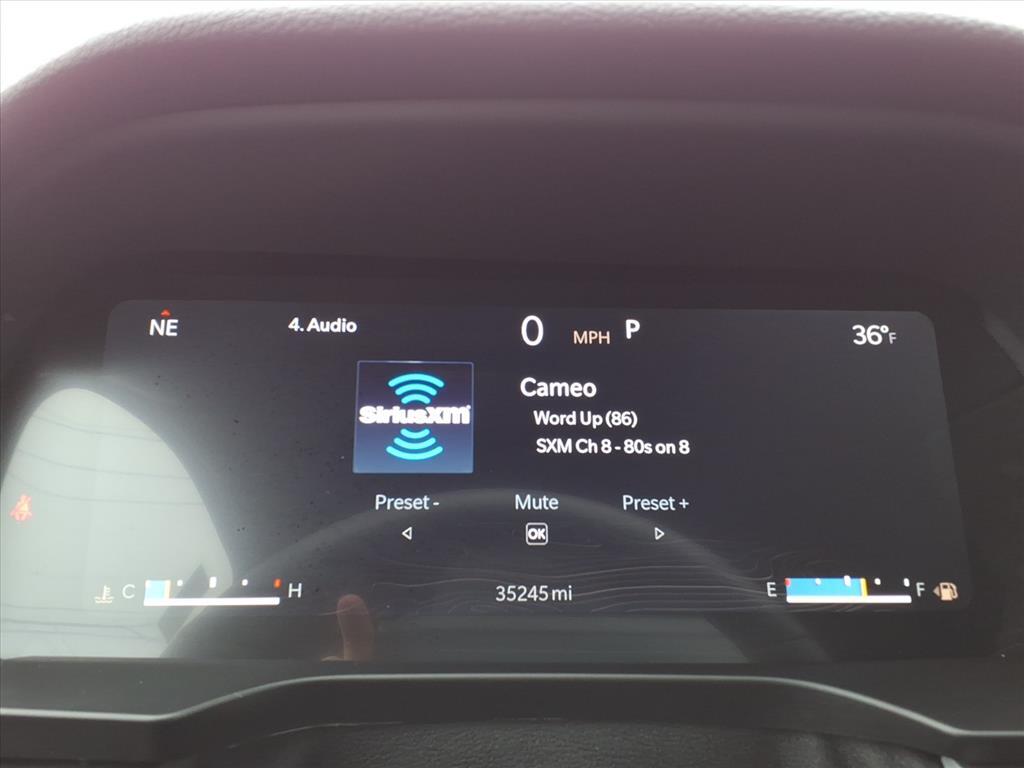 NE
4. Audio
0 MPH P
36°F
SiriusXM
Cameo
Word Up (86)
SXM Ch 8 - 80s on 8
Preset - Mute Preset +
OK
C H
35245 mi
E F